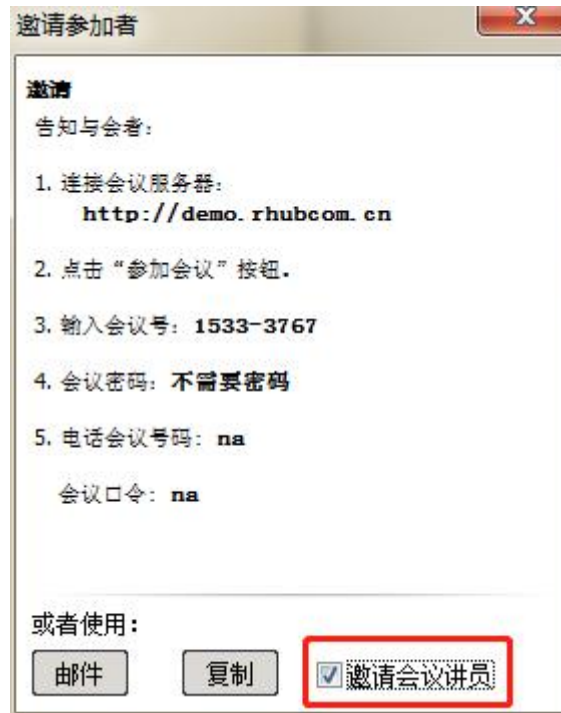 邀请参加者
邀请
告知与会者:
1. 连接会议服务器:
http://demo.rhubcom.cn
2. 点击“参加会议”按钮.
3. 输入会议号: 1533-3767
4. 会议密码: 不需要密码
5. 电话会议号码: na
会议口令: na
或者使用:
邮件 复制 邀请会议讲员